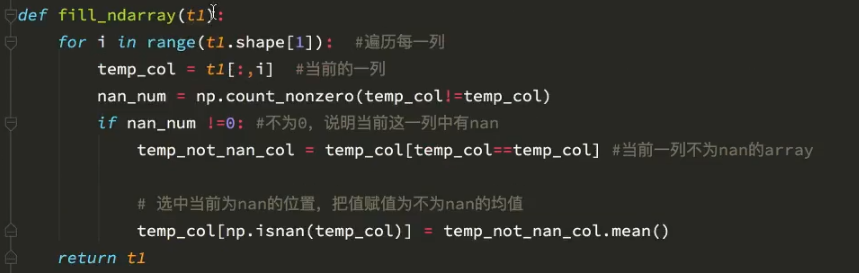 def fill_ndarray(t1):
    for i in range(t1.shape[1]):  #遍历每一列
        temp_col = t1[:,i]  #当前的一列
        nan_num = np.count_nonzero(temp_col!=temp_col)
        if nan_num !=0: #不为0，说明当前这一列中有nan
            temp_not_nan_col = temp_col[temp_col==temp_col] #当前一列不为nan的array
            # 选中当前为nan的位置，把值赋值为不为nan的均值
            temp_col[np.isnan(temp_col)] = temp_not_nan_col.mean()
    return t1